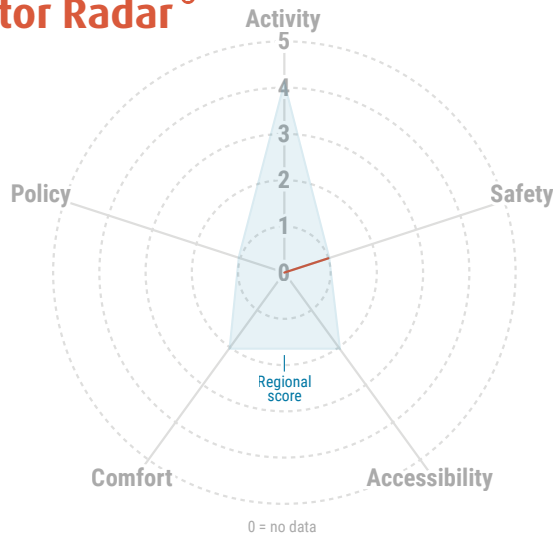 tor Radar
Activity
5
4
3
2
1
0
Policy
Safety
Regional
score
Comfort
Accessibility
0 = no data